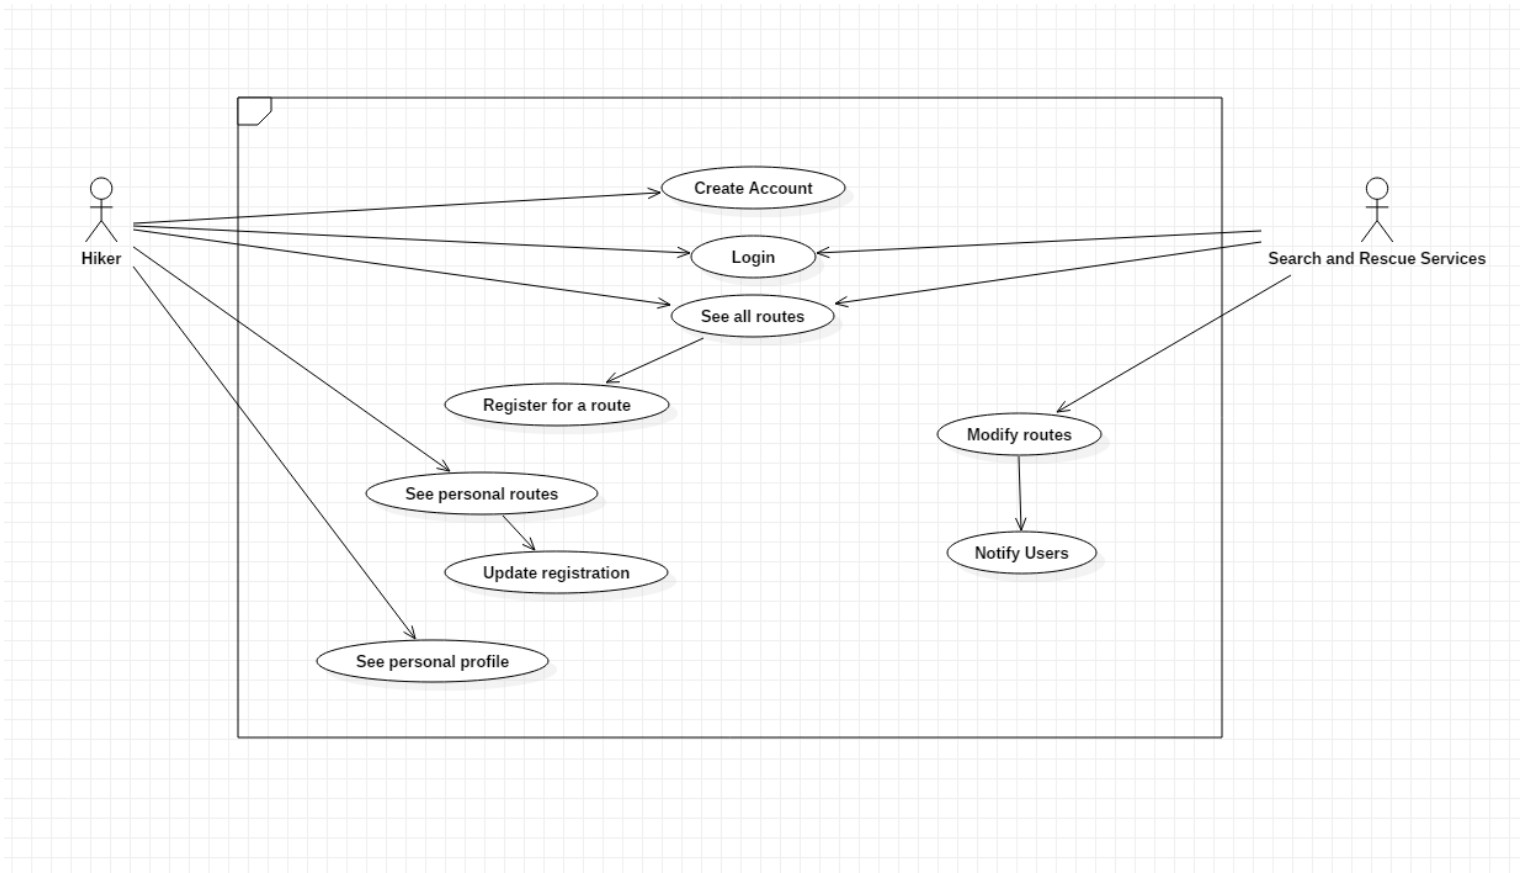 Create Account
Hiker
Login
Search and Rescue Services
See all routes
Register for a route
Modify routes
See personal routes
Notify Users
Update registration
See personal profile